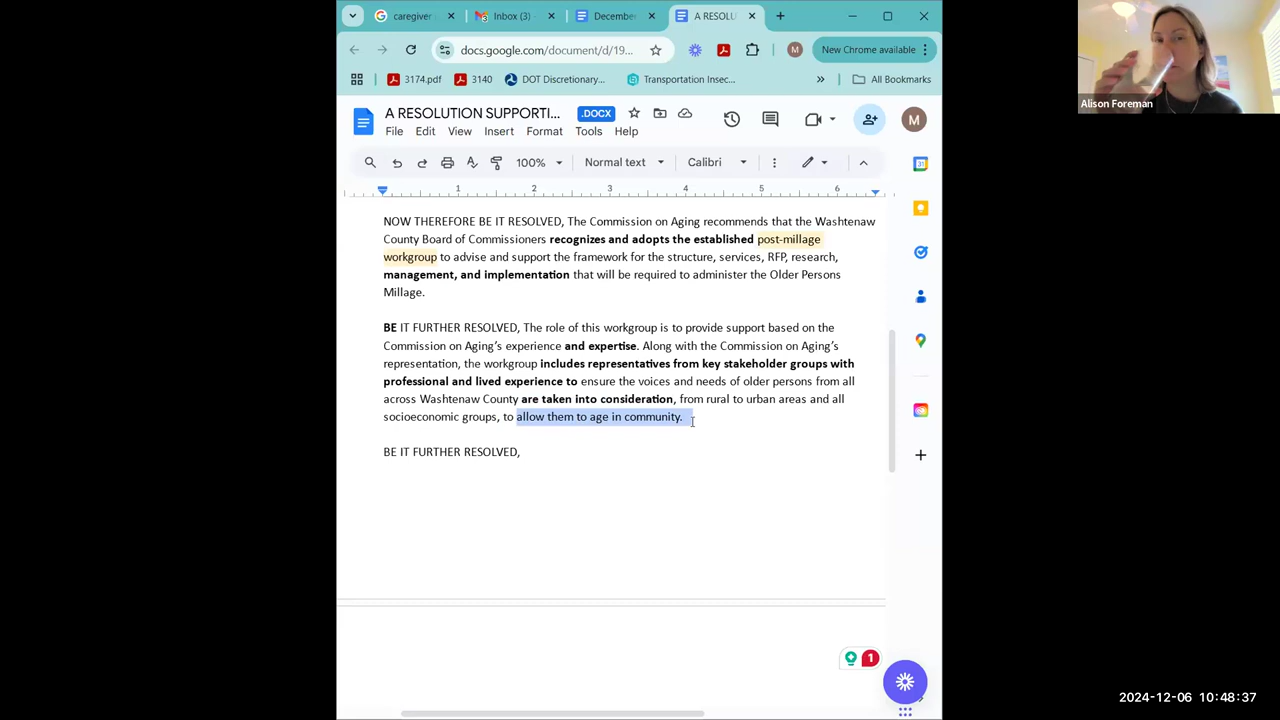 caregiver
Inbox (3)
December
A RESOLU
docs.google.com/document/d/19...
M
New Chrome available
3174.pdf
3140
DOT Discretionary...
Transportation Insec...
»
All Bookmarks
Alison Foreman
A RESOLUTION SUPPORTI...
.DOCX
M
File Edit View Insert Format Tools Help
100%
Normal text
Calibri
1 2 3 4 5 6
NOW THEREFORE BE IT RESOLVED, The Commission on Aging recommends that the Washtenaw
County Board of Commissioners recognizes and adopts the established post-millage
workgroup to advise and support the framework for the structure, services, RFP, research,
management, and implementation that will be required to administer the Older Persons
Millage.
BE IT FURTHER RESOLVED, The role of this workgroup is to provide support based on the
Commission on Aging’s experience and expertise. Along with the Commission on Aging’s
representation, the workgroup includes representatives from key stakeholder groups with
professional and lived experience to ensure the voices and needs of older persons from all
across Washtenaw County are taken into consideration, from rural to urban areas and all
socioeconomic groups, to allow them to age in community.
BE IT FURTHER RESOLVED,
1
2024-12-06 10:48:37